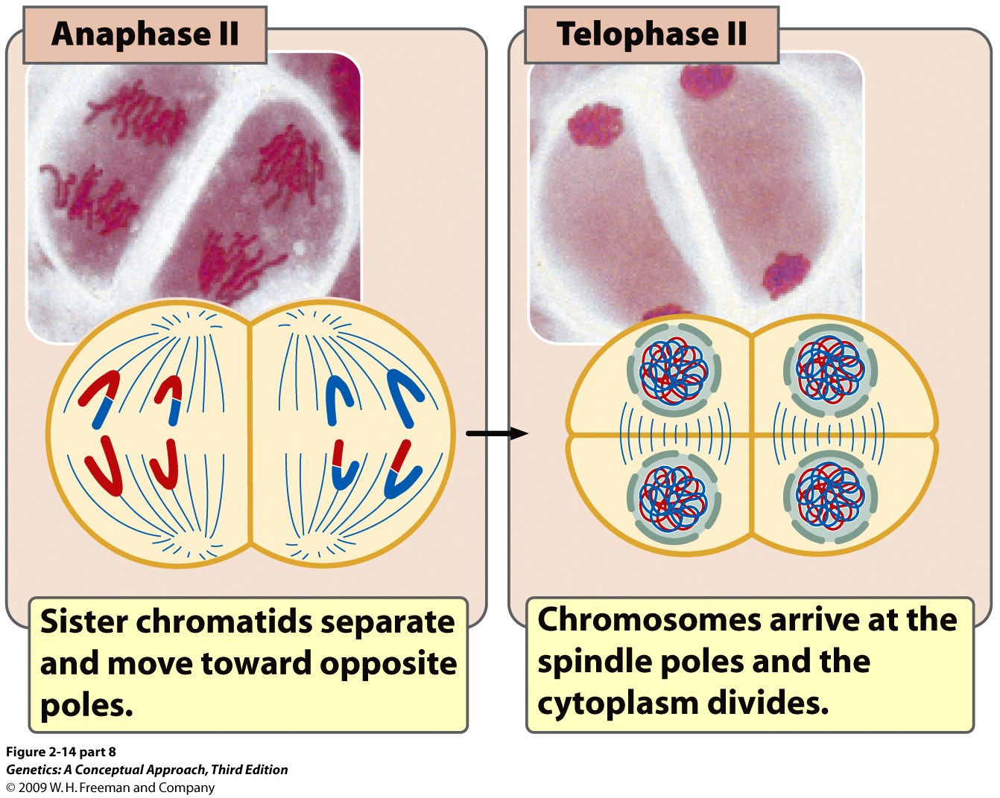 Anaphase II
Telophase II
Sister chromatids separate
and move toward opposite
poles.
Chromosomes arrive at the
spindle poles and the
cytoplasm divides.
Figure 2-14 part 8
Genetics: A Conceptual Approach, Third Edition
© 2009 W. H. Freeman and Company